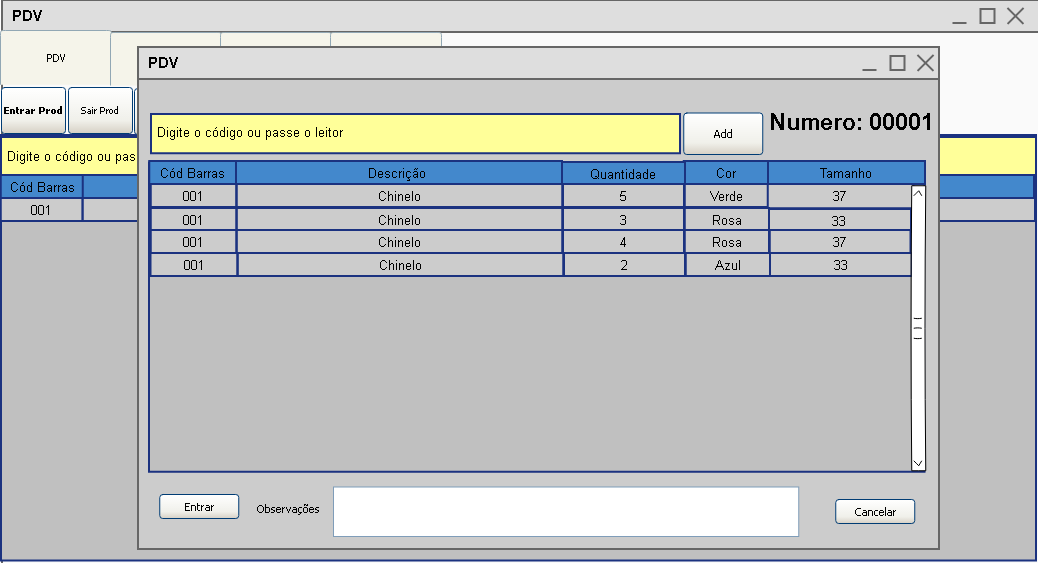 PDV
PDV
Entrar Prod
Sair Prod
Digite o código ou pas
Cód Barras
001
PDV
Digite o código ou passe o leitor
Add
Numero: 00001
Cód Barras Descrição Quantidade Cor Tamanho
001 Chinelo 5 Verde 37
001 Chinelo 3 Rosa 33
001 Chinelo 4 Rosa 37
001 Chinelo 2 Azul 33
Entrar
Observações
Cancelar